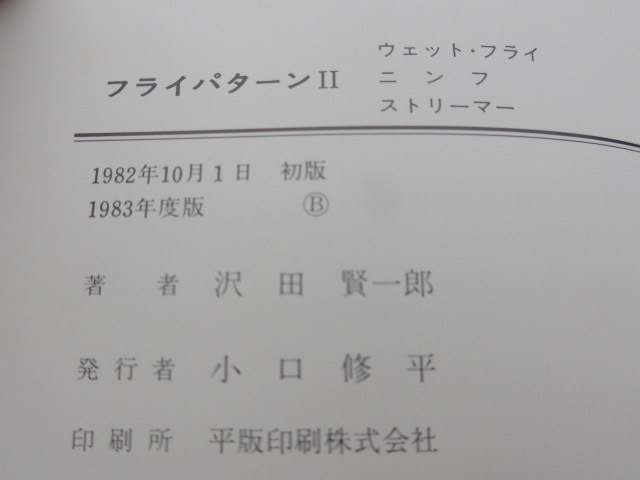 フライパターンII
ウェット・フライ
ニンフ
ストリーマー
1982年10月1日 初版
1983年度版 Ⓑ
著者 沢田 賢一郎
発行者 小口修平
印刷所 平版印刷株式会社